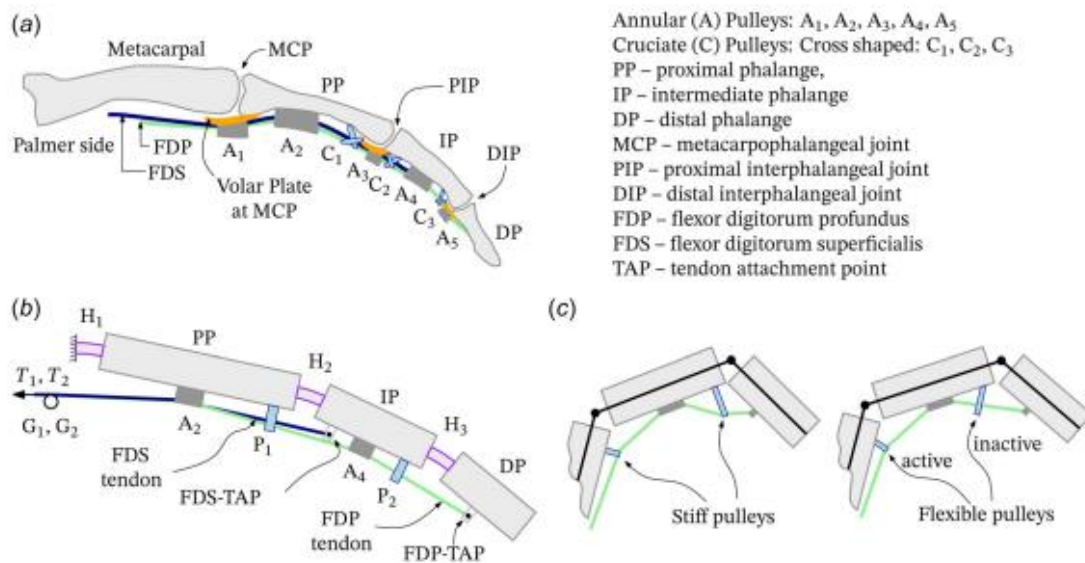 (a)
Metacarpal
MCP
PP
PIP
IP
DIP
DP
Palmer side
FDP
FDS
Volar Plate
at MCP
A1
A2
C1
A3
C2
A4
C3
A5
Annular (A) Pulleys: A1, A2, A3, A4, A5
Cruciate (C) Pulleys: Cross shaped: C1, C2, C3
PP – proximal phalange,
IP – intermediate phalange
DP – distal phalange
MCP – metacarpophalangeal joint
PIP – proximal interphalangeal joint
DIP – distal interphalangeal joint
FDP – flexor digitorum profundus
FDS – flexor digitorum superficialis
TAP – tendon attachment point
(b)
H1
PP
H2
IP
H3
DP
T1, T2
G1, G2
A2
P1
A4
P2
FDS
tendon
FDS-TAP
FDP
tendon
FDP-TAP
(c)
Stiff pulleys
active
inactive
Flexible pulleys